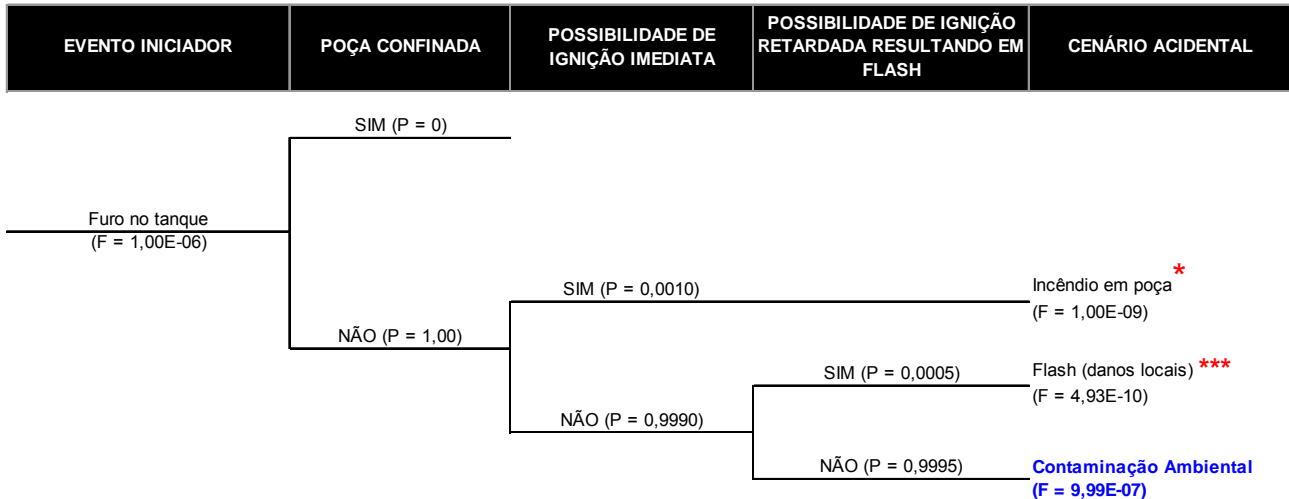 EVENTO INICIADOR
POÇA CONFINADA
POSSIBILIDADE DE
IGNIÇÃO IMEDIATA
POSSIBILIDADE DE IGNIÇÃO
RETARDADA RESULTANDO EM
FLASH
CENÁRIO ACIDENTAL
SIM (P = 0)
Furo no tanque
(F = 1,00E-06)
SIM (P = 0,0010)
Incêndio em poça *
(F = 1,00E-09)
NÃO (P = 1,00)
SIM (P = 0,0005)
Flash (danos locais) ***
(F = 4,93E-10)
NÃO (P = 0,9990)
NÃO (P = 0,9995)
Contaminação Ambiental
(F = 9,99E-07)